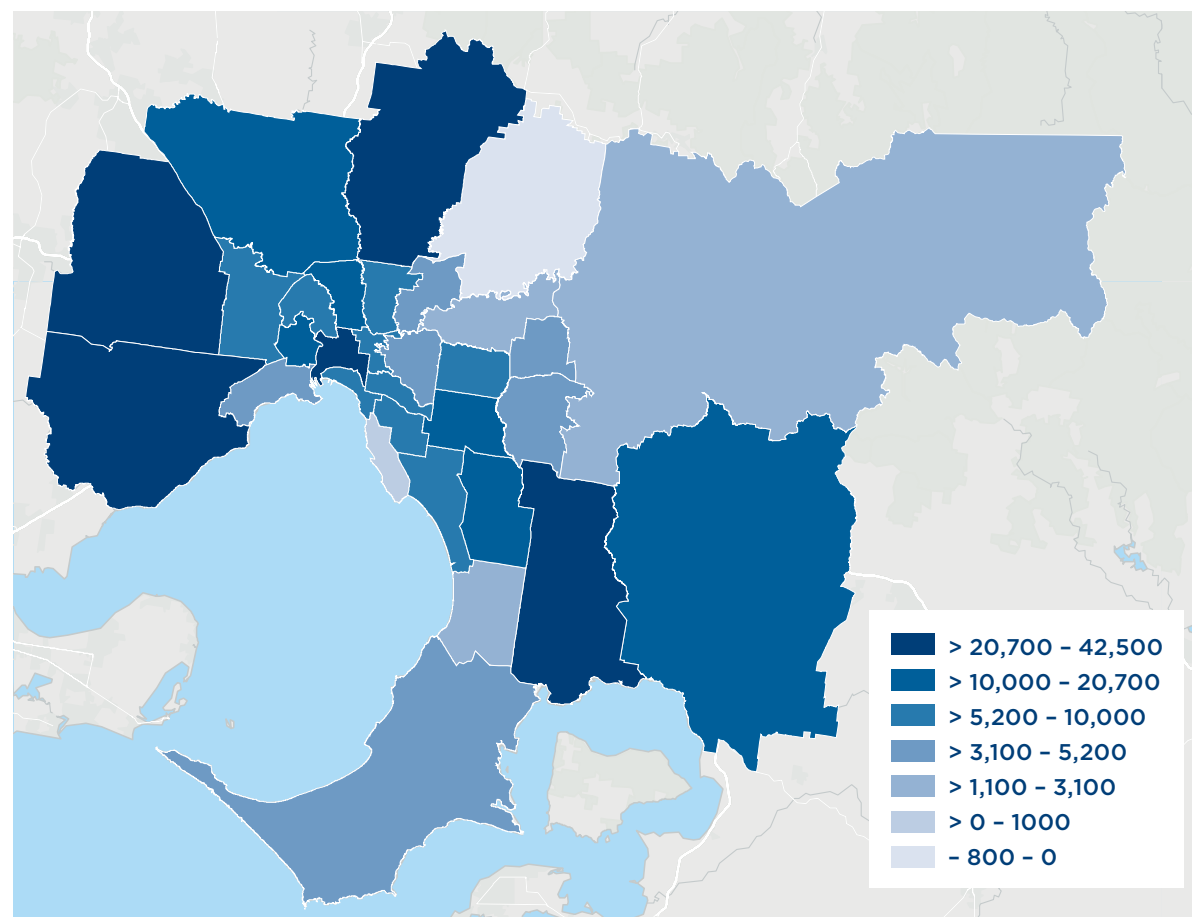 > 20,700 – 42,500
> 10,000 – 20,700
> 5,200 – 10,000
> 3,100 – 5,200
> 1,100 – 3,100
> 0 – 1000
– 800 – 0